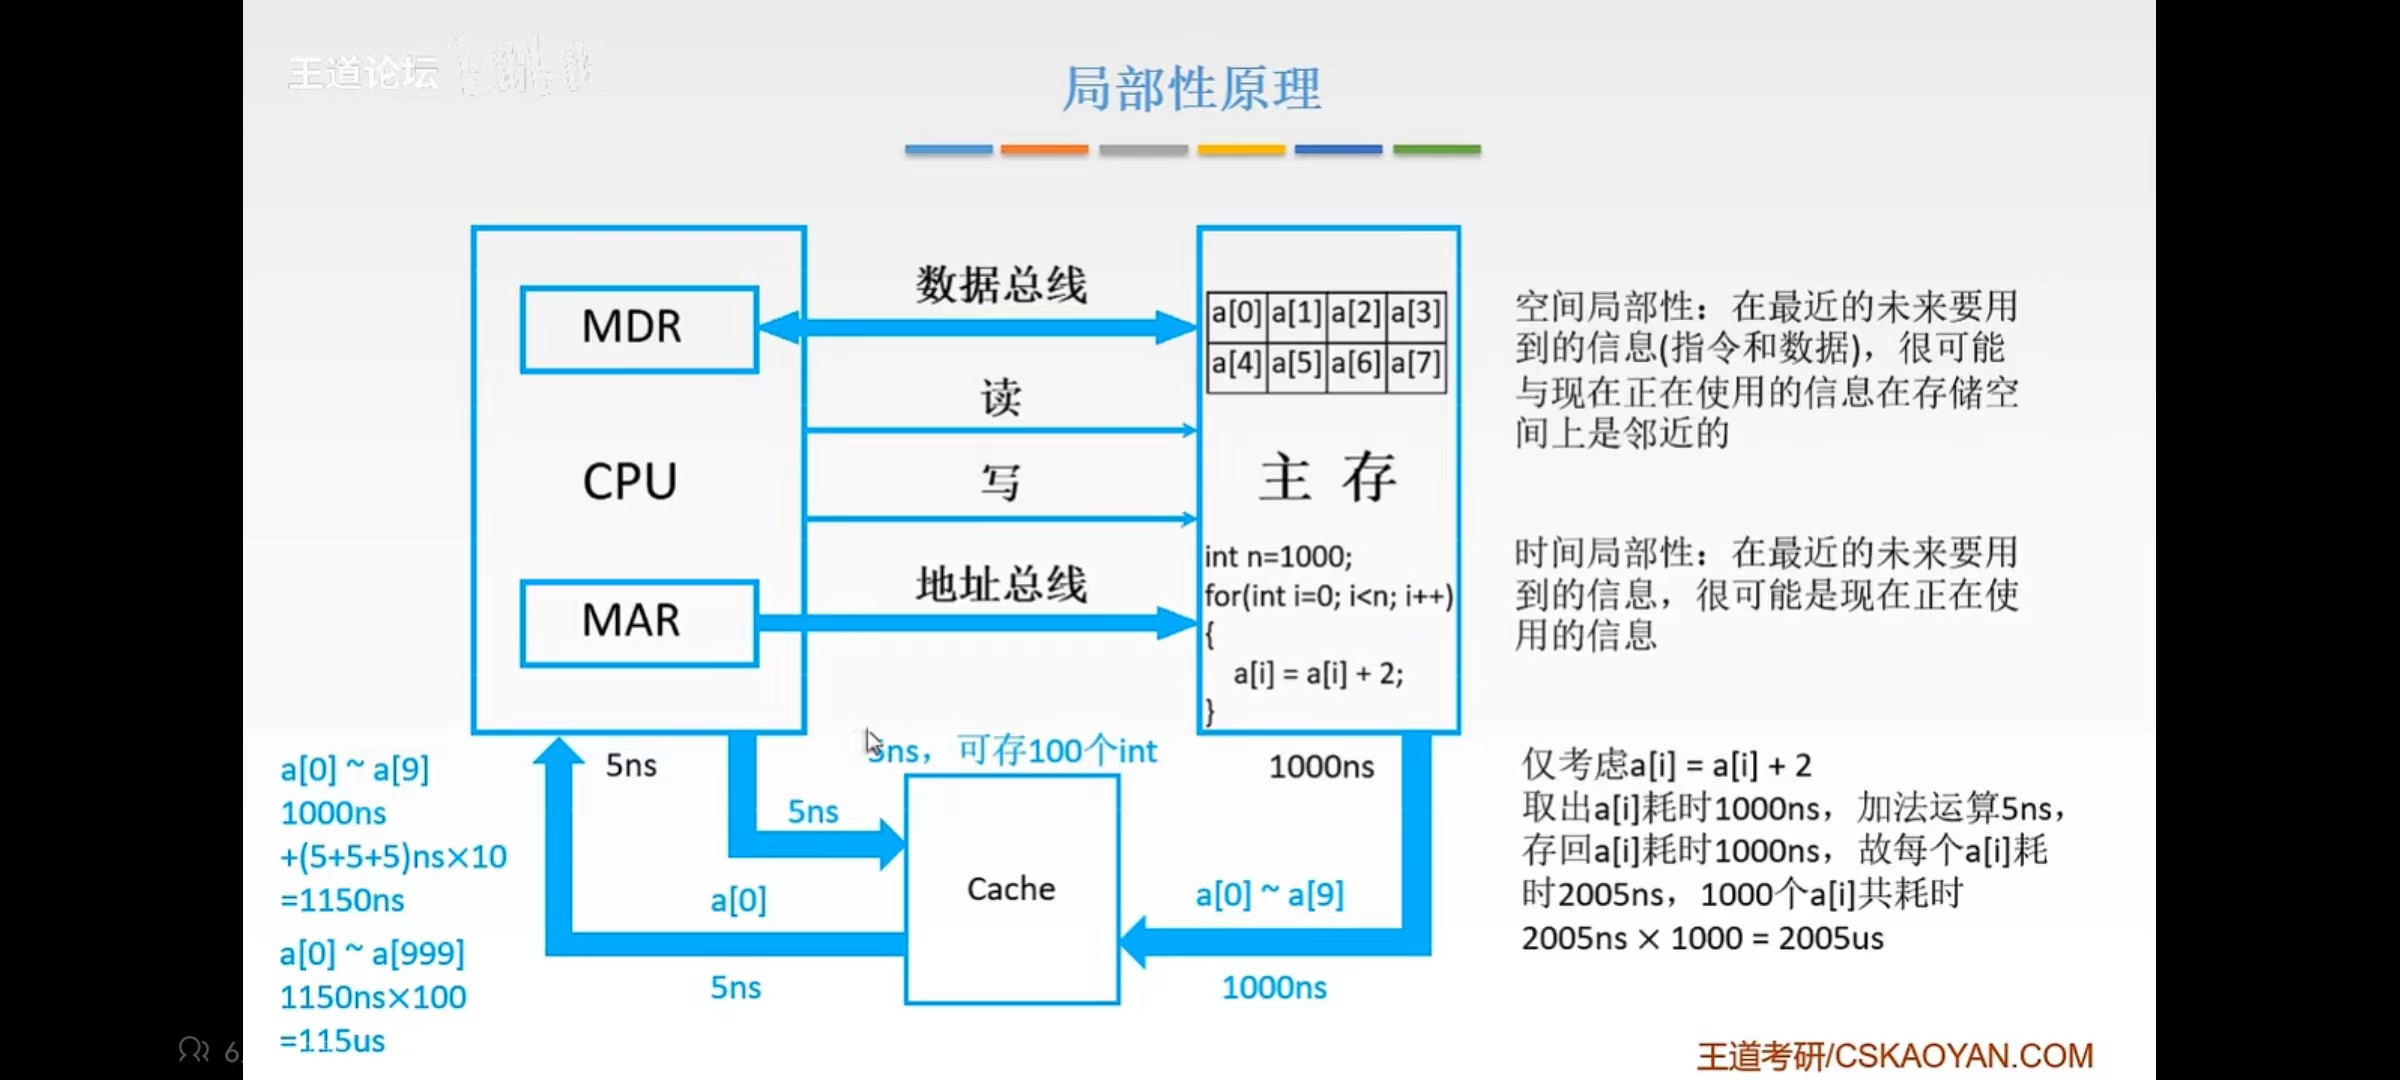 王道论坛
局部性原理
MDR
CPU
MAR
数据总线
读
写
地址总线
a[0] a[1] a[2] a[3]
a[4] a[5] a[6] a[7]
主 存
int n=1000;
for(int i=0; i<n; i++)
{
a[i] = a[i] + 2;
}
空间局部性：在最近的未来要用
到的信息(指令和数据)，很可能
与现在正在使用的信息在存储空
间上是邻近的
时间局部性：在最近的未来要用
到的信息，很可能是现在正在使
用的信息
a[0] ~ a[9]
1000ns
+(5+5+5)ns×10
=1150ns
a[0] ~ a[999]
1150ns×100
=115us
5ns
5ns，可存100个int
5ns
Cache
a[0]
5ns
1000ns
a[0] ~ a[9]
1000ns
仅考虑a[i] = a[i] + 2
取出a[i]耗时1000ns，加法运算5ns，
存回a[i]耗时1000ns，故每个a[i]耗
时2005ns，1000个a[i]共耗时
2005ns × 1000 = 2005us
王道考研/CSKAOYAN.COM